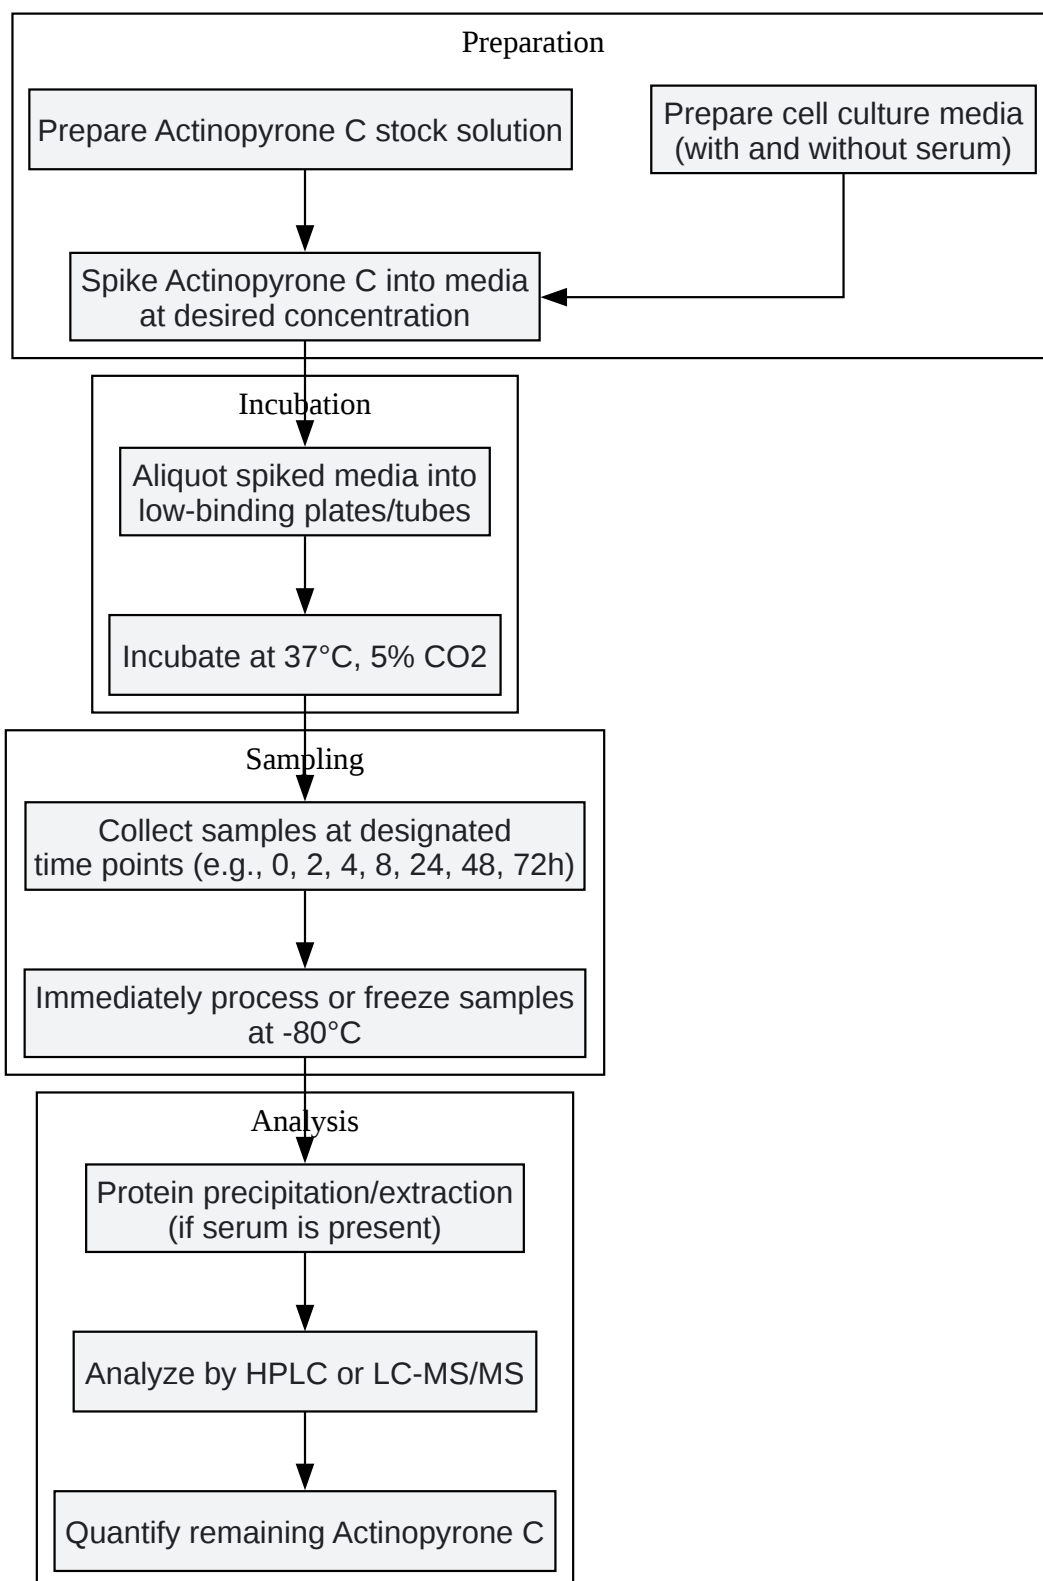 Preparation
Prepare Actinopyrone C stock solution
Prepare cell culture media
(with and without serum)
Spike Actinopyrone C into media
at desired concentration
Incubation
Aliquot spiked media into
low-binding plates/tubes
Incubate at 37°C, 5% CO2
Sampling
Collect samples at designated
time points (e.g., 0, 2, 4, 8, 24, 48, 72h)
Immediately process or freeze samples
at -80°C
Analysis
Protein precipitation/extraction
(if serum is present)
Analyze by HPLC or LC-MS/MS
Quantify remaining Actinopyrone C